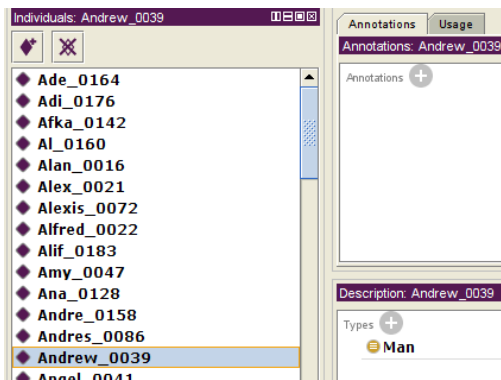 Individuals: Andrew_0039
Ade_0164
Adi_0176
Afka_0142
Al_0160
Alan_0016
Alex_0021
Alexis_0072
Alfred_0022
Alif_0183
Amy_0047
Ana_0128
Andre_0158
Andres_0086
Andrew_0039
Angel_0041
Annotations
Usage
Annotations: Andrew_0039
Annotations
Description: Andrew_0039
Types
Man